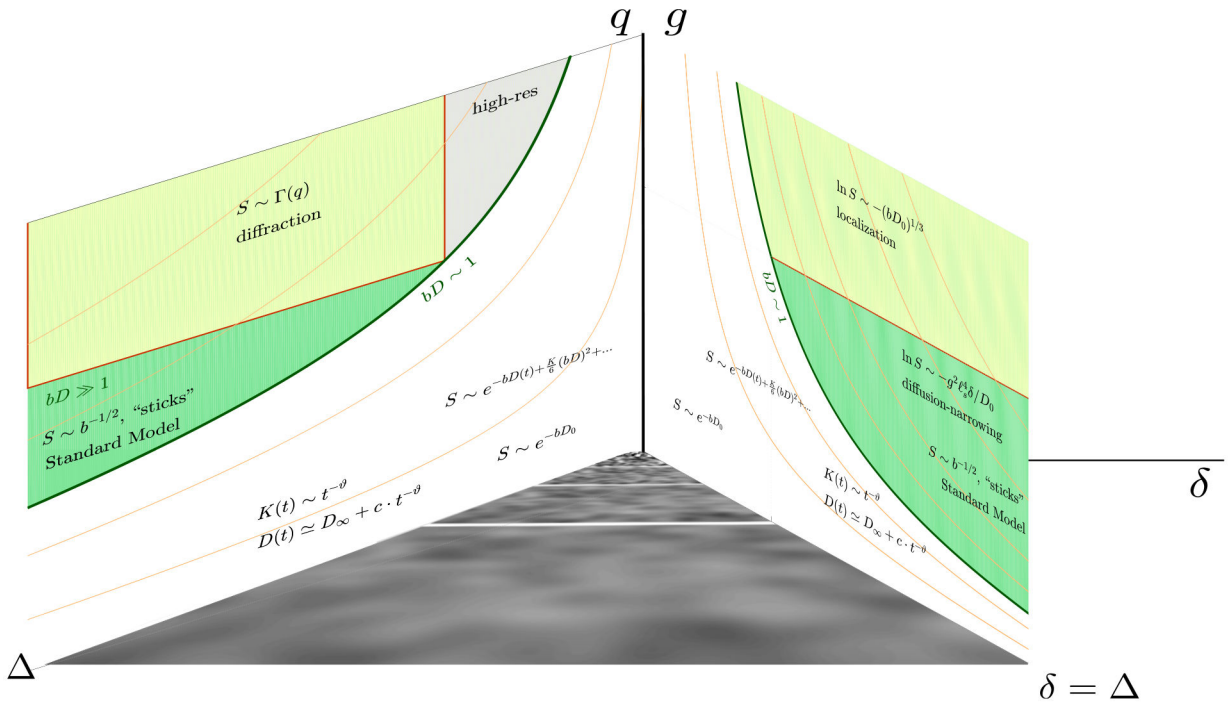 q g
high-res
S ∼ Γ(q)
diffraction
bD ∼ 1
bD ≫ 1
S ∼ b^{-1/2}, “sticks”
Standard Model
S ∼ e^{-bD(t)+\frac{K}{6}(bD)^2+...}
S ∼ e^{-bD_0}
K(t) ∼ t^{-ϑ}
D(t) ≃ D_∞ + c · t^{-ϑ}
Δ
ln S ∼ −(bD_0)^{1/3}
localization
bD ∼ 1
ln S ∼ −g^2ℓ_s^4δ/D_0
diffusion-narrowing
S ∼ b^{-1/2}, “sticks”
Standard Model
S ∼ e^{-bD(t)+\frac{K}{6}(bD)^2+...}
S ∼ e^{-bD_0}
K(t) ∼ t^{-ϑ}
D(t) ≃ D_∞ + c · t^{-ϑ}
δ
δ = Δ